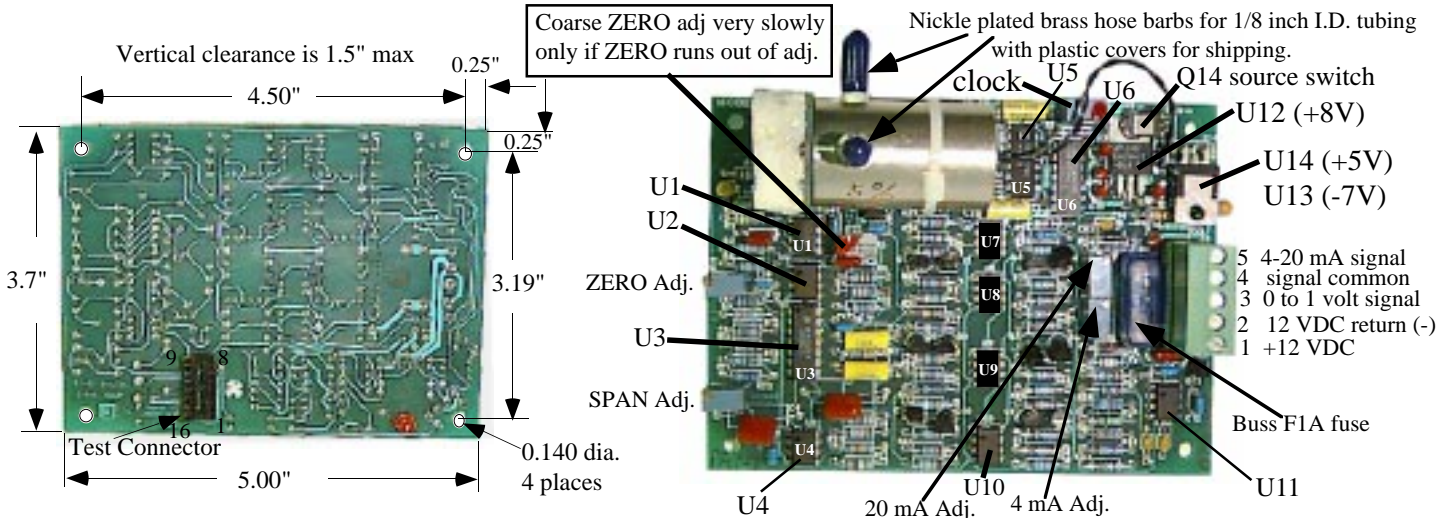 Vertical clearance is 1.5" max
0.25"
4.50"
0.25"
3.7"
3.19"
9
8
16
1
Test Connector
5.00"
0.140 dia.
4 places
Coarse ZERO adj very slowly
only if ZERO runs out of adj.
Nickle plated brass hose barbs for 1/8 inch I.D. tubing
with plastic covers for shipping.
clock
U5
U6
Q14 source switch
U12 (+8V)
U14 (+5V)
U13 (-7V)
U5
U6
U1
U2
U1
U7
ZERO Adj.
U8
U3
U3
U9
SPAN Adj.
U4
U4
U10
20 mA Adj.
4 mA Adj.
U11
Buss F1A fuse
5 4-20 mA signal
4 signal common
3 0 to 1 volt signal
2 12 VDC return (-)
1 +12 VDC